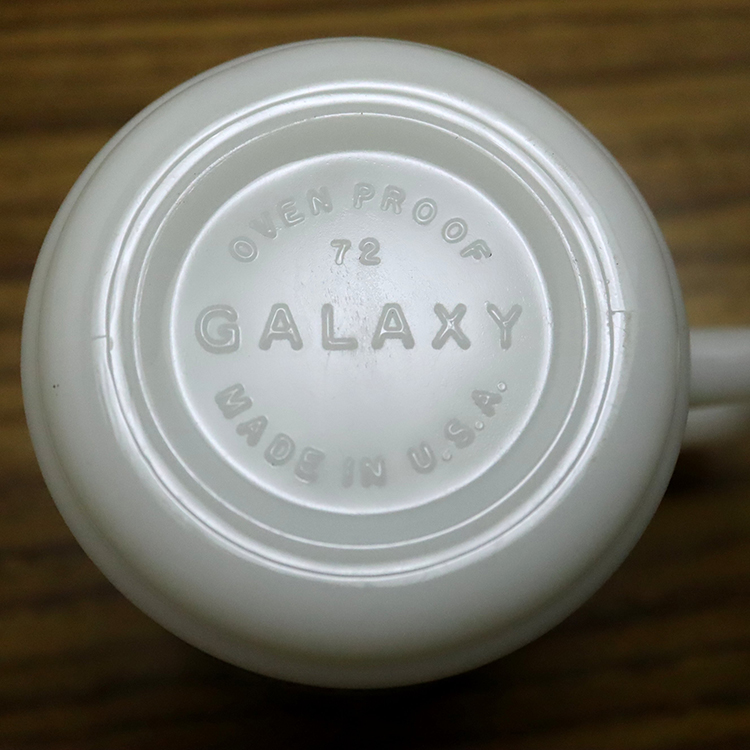 OVEN PROOF
72
GALAXY
MADE IN U.S.A.